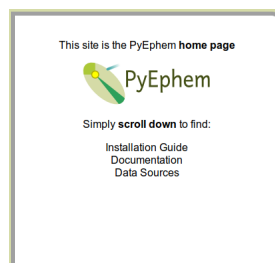 This site is the PyEphem home page
PyEphem
Simply scroll down to find:
Installation Guide
Documentation
Data Sources